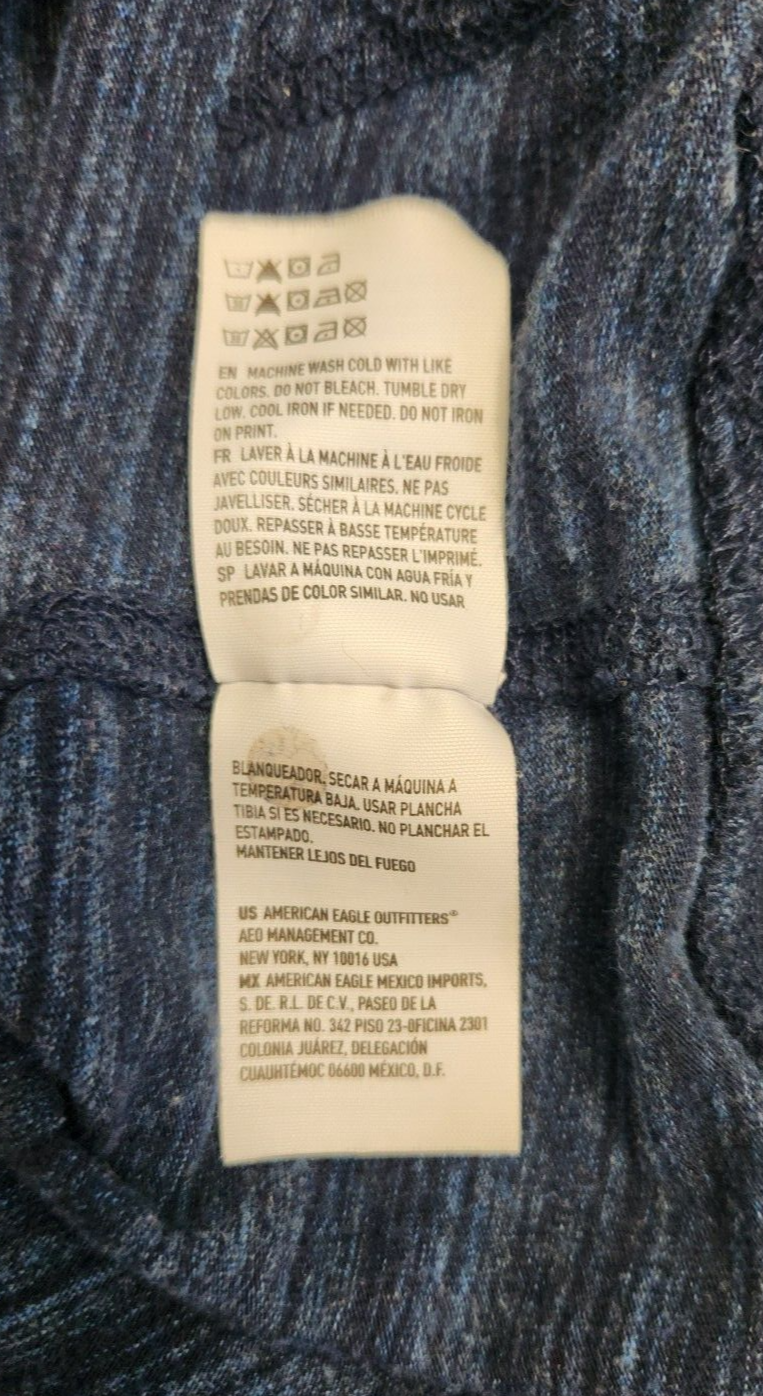 EN MACHINE WASH COLD WITH LIKE
COLORS. DO NOT BLEACH. TUMBLE DRY
LOW. COOL IRON IF NEEDED. DO NOT IRON
ON PRINT.
FR LAVER À LA MACHINE À L'EAU FROIDE
AVEC COULEURS SIMILAIRES. NE PAS
JAVELLISER. SÉCHER À LA MACHINE CYCLE
DOUX. REPASSER À BASSE TEMPÉRATURE
AU BESOIN. NE PAS REPASSER L'IMPRIMÉ.
SP LAVAR A MÁQUINA CON AGUA FRÍA Y
PRENDAS DE COLOR SIMILAR. NO USAR
BLANQUEADOR. SECAR A MÁQUINA A
TEMPERATURA BAJA. USAR PLANCHA
TIBIA SI ES NECESARIO. NO PLANCHAR EL
ESTAMPADO.
MANTENER LEJOS DEL FUEGO
US AMERICAN EAGLE OUTFITTERS®
AEO MANAGEMENT CO.
NEW YORK, NY 10016 USA
MX AMERICAN EAGLE MEXICO IMPORTS,
S. DE. R.L. DE C.V., PASEO DE LA
REFORMA NO. 342 PISO 23-OFICINA 2301
COLONIA JUÁREZ, DELEGACIÓN
CUAUHTÉMOC 06600 MÉXICO, D.F.